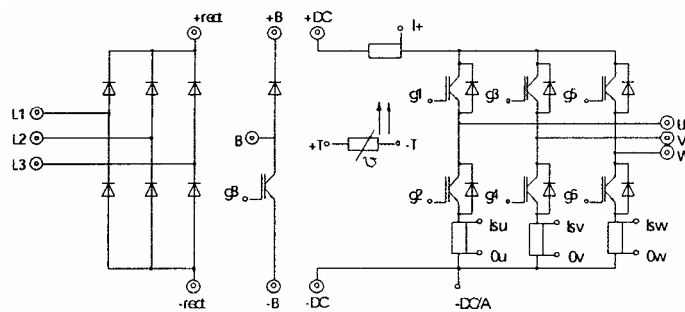 +rect +B +DC I+
g1 g3 g5
L1
L2
L3
B
+T -T
ϑ
U
V
W
gB
g2 g4 g6
Isu Isv Isw
0u 0v 0w
-rect -B -DC -DC/A